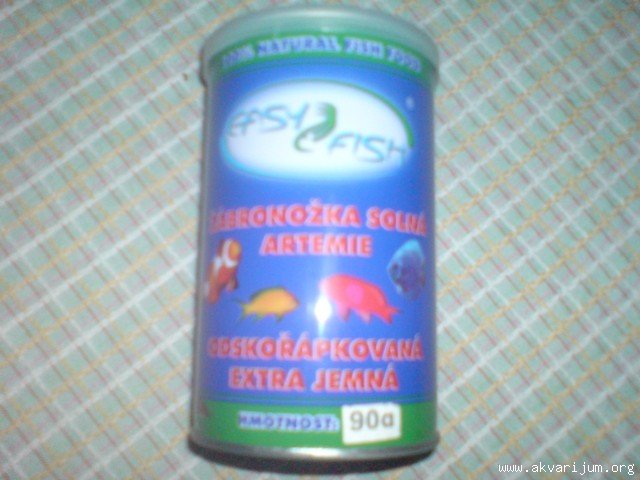 100% NATURAL FISH FOOD
EASY FISH
ŽÁBRONOŽKA SOLNÁ
ARTEMIE
ODSKOŘÁPKOVANÁ
EXTRA JEMNÁ
HMOTNOST: 90g
www.akvarijum.org